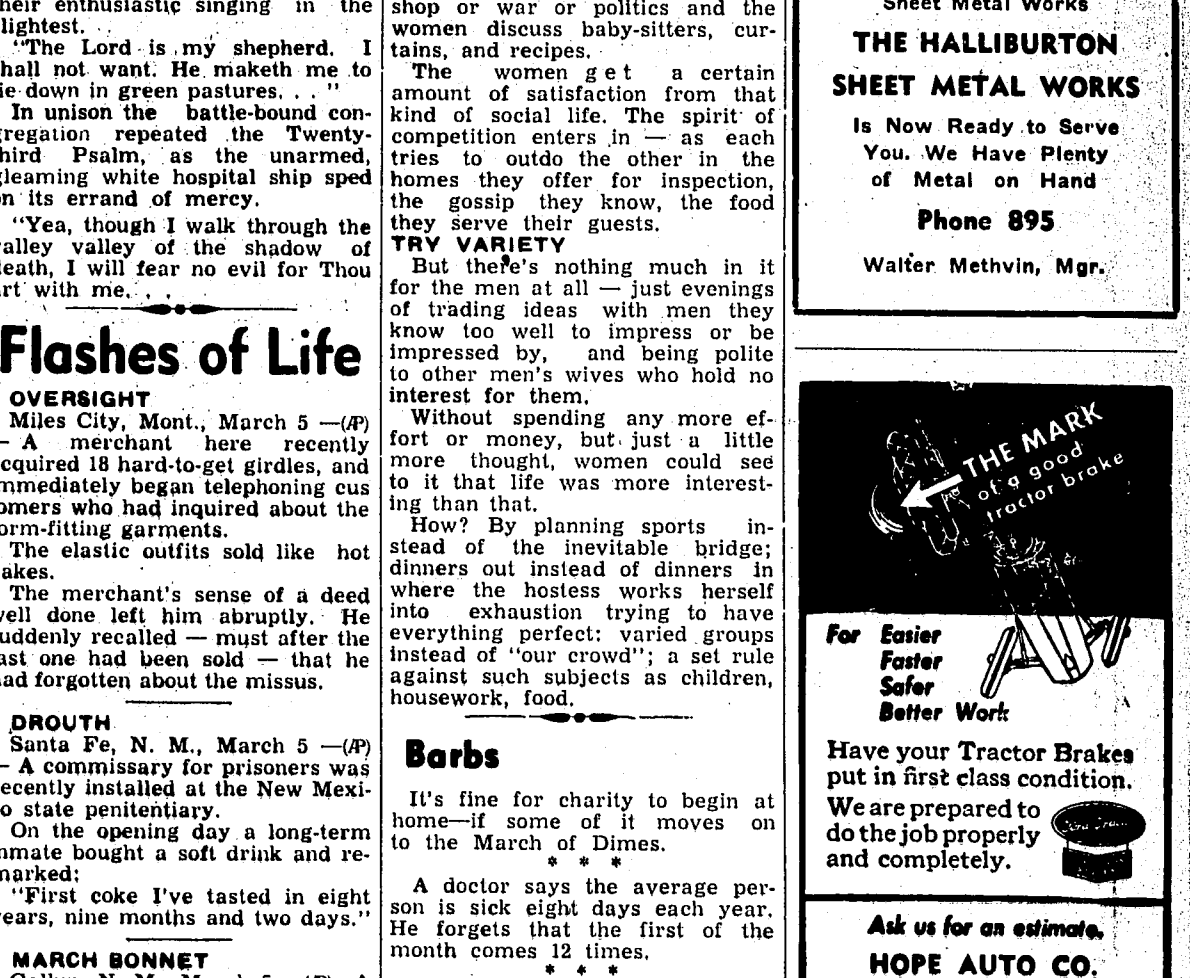 their enthusiastic singing in the
slightest.
"The Lord is my shepherd. I
shall not want. He maketh me to
lie down in green pastures. . . "
In unison the battle-bound con-
gregation repeated the Twenty-
third Psalm, as the unarmed,
gleaming white hospital ship sped
on its errand of mercy.
"Yea, though I walk through the
valley valley of the shadow of
death, I will fear no evil for Thou
art with me. . .
Flashes of Life
OVERSIGHT
Miles City, Mont., March 5 —(AP)
— A merchant here recently
acquired 18 hard-to-get girdles, and
immediately began telephoning cus
tomers who had inquired about the
form-fitting garments.
The elastic outfits sold like hot
cakes.
The merchant's sense of a deed
well done left him abruptly. He
suddenly recalled — must after the
last one had been sold — that he
had forgotten about the missus.
DROUTH
Santa Fe, N. M., March 5 —(AP)
— A commissary for prisoners was
recently installed at the New Mexi-
co state penitentiary.
On the opening day a long-term
inmate bought a soft drink and re-
marked:
"First coke I've tasted in eight
years, nine months and two days."
MARCH BONNET
shop or war or politics and the
women discuss baby-sitters, cur-
tains, and recipes.
The women get a certain
amount of satisfaction from that
kind of social life. The spirit of
competition enters in — as each
tries to outdo the other in the
homes they offer for inspection,
the gossip they know, the food
they serve their guests.
TRY VARIETY
But there's nothing much in it
for the men at all — just evenings
of trading ideas with men they
know too well to impress or be
impressed by, and being polite
to other men's wives who hold no
interest for them.
Without spending any more ef-
fort or money, but just a little
more thought, women could see
to it that life was more interest-
ing than that.
How? By planning sports in-
stead of the inevitable bridge;
dinners out instead of dinners in
where the hostess works herself
into exhaustion trying to have
everything perfect: varied groups
instead of "our crowd"; a set rule
against such subjects as children,
housework, food.
Barbs
It's fine for charity to begin at
home—if some of it moves on
to the March of Dimes.
* * *
A doctor says the average per-
son is sick eight days each year.
He forgets that the first of the
month comes 12 times.
* * *
Sheet Metal Works
THE HALLIBURTON
SHEET METAL WORKS
Is Now Ready to Serve
You. We Have Plenty
of Metal on Hand
Phone 895
Walter Methvin, Mgr.
THE MARK
of a good
tractor brake
For Easier
Faster
Safer
Better Work
Have your Tractor Brakes
put in first class condition.
We are prepared to
do the job properly
and completely.
Ask us for an estimate.
HOPE AUTO CO.